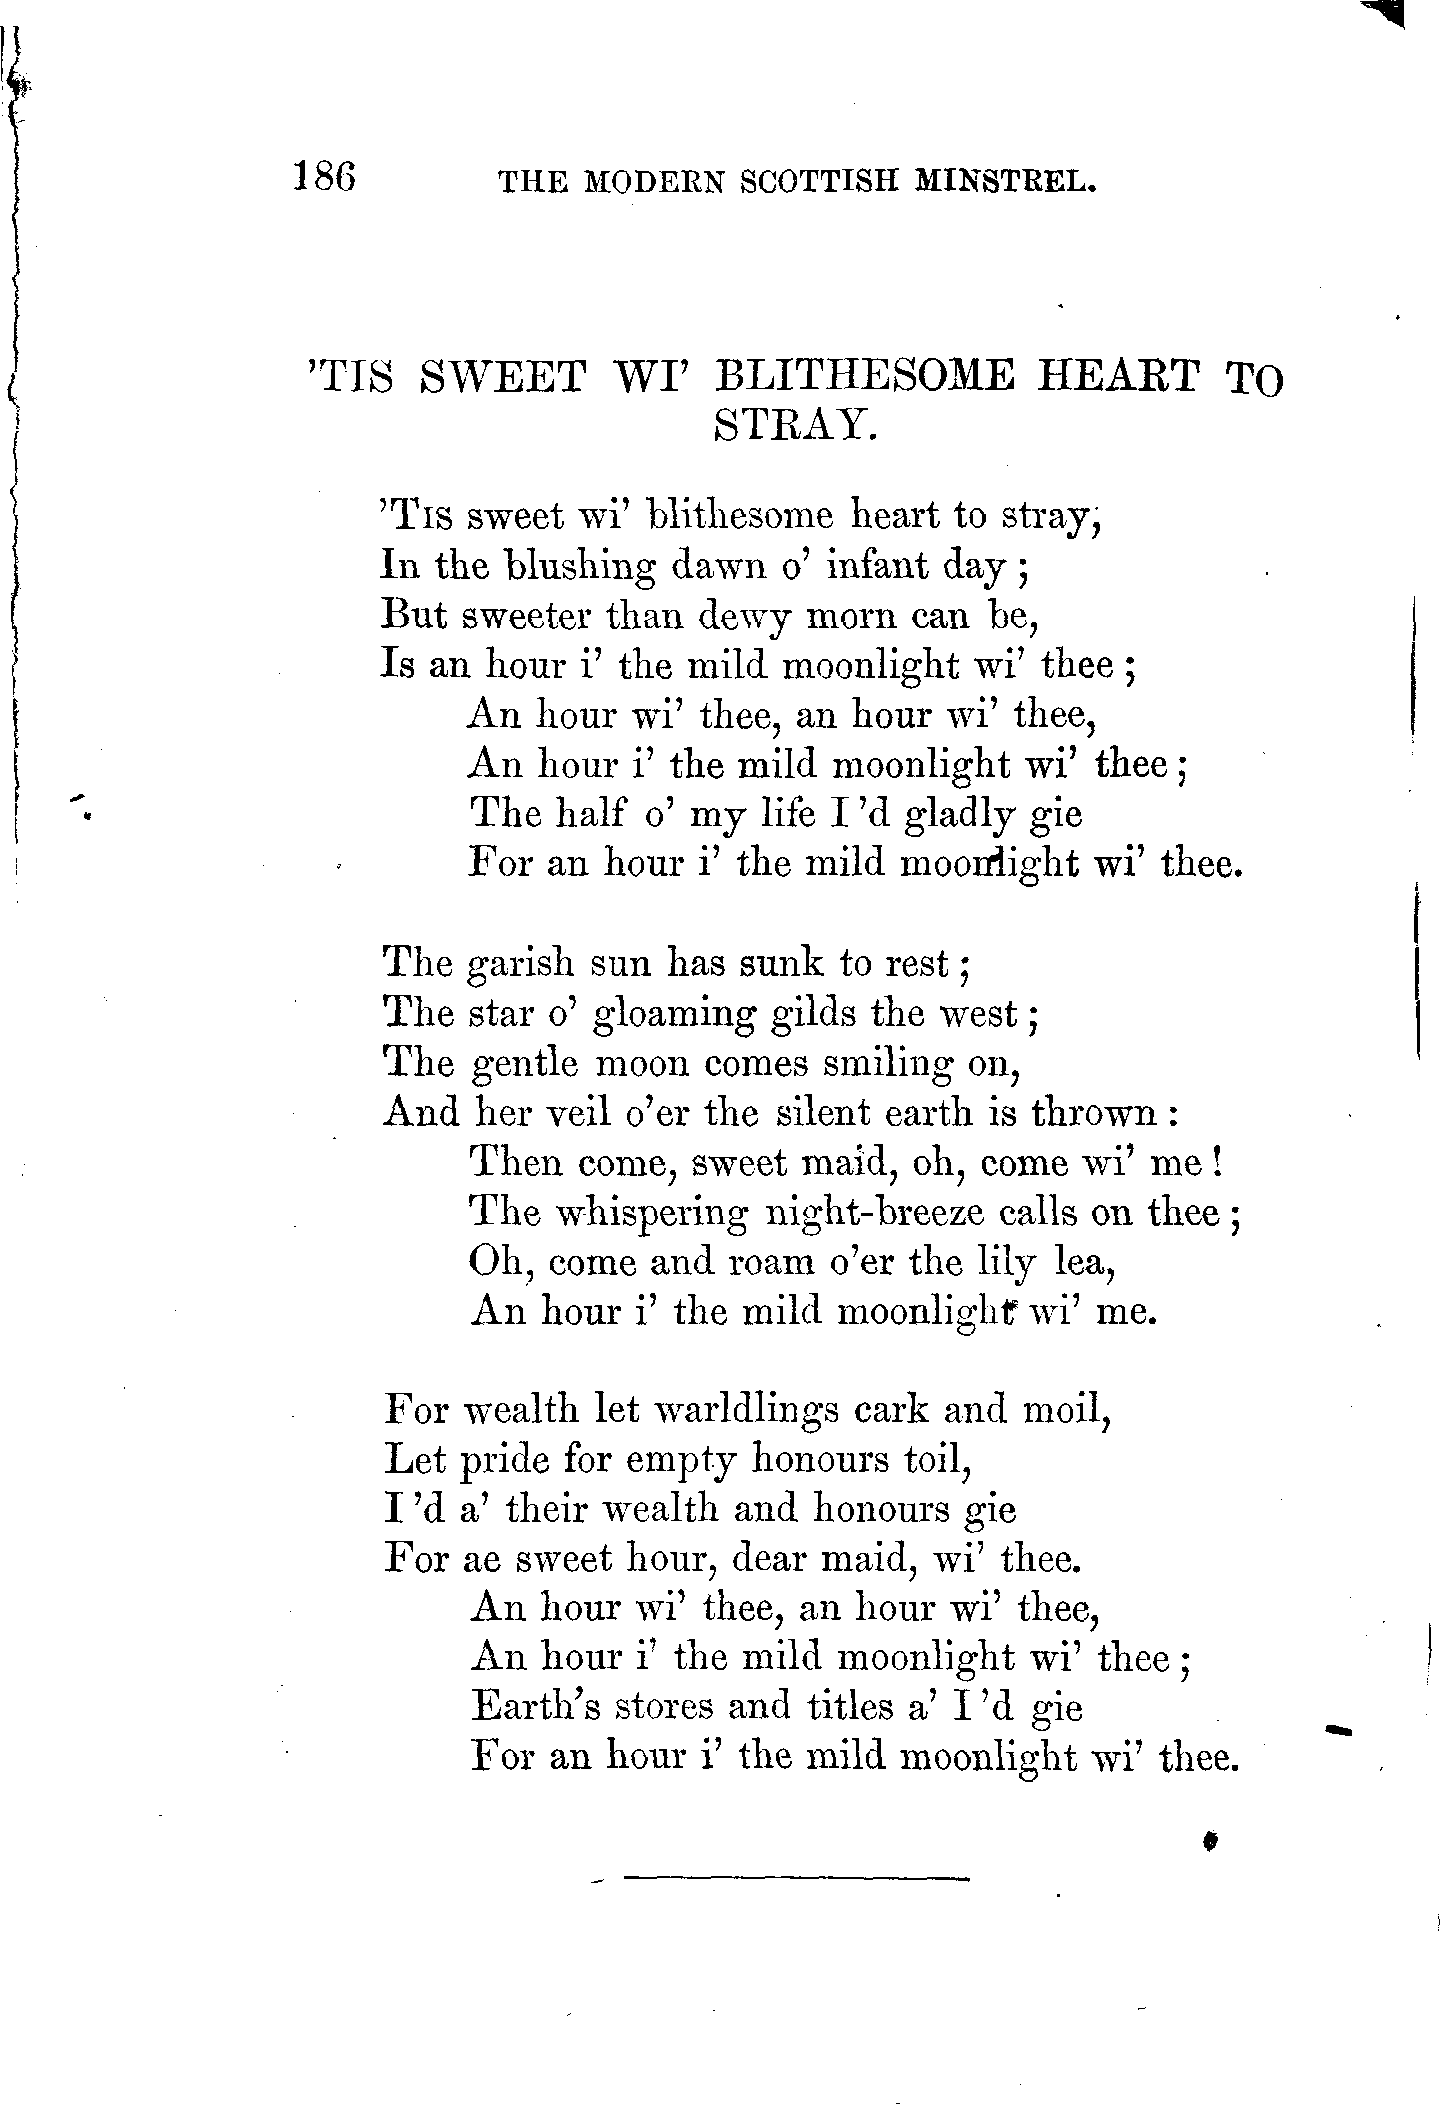 186 THE MODERN SCOTTISH MINSTREL.
'TIS SWEET WI' BLITHESOME HEART TO
STRAY.
'TIS sweet wi' blithesome heart to stray,
In the blushing dawn o' infant day ;
But sweeter than dewy morn can be,
Is an hour i' the mild moonlight wi' thee ;
An hour wi' thee, an hour wi' thee,
An hour i' the mild moonlight wi' thee ;
The half o' my life I 'd gladly gie
For an hour i' the mild moonlight wi' thee.
The garish sun has sunk to rest ;
The star o' gloaming gilds the west ;
The gentle moon comes smiling on,
And her veil o'er the silent earth is thrown :
Then come, sweet maid, oh, come wi' me !
The whispering night-breeze calls on thee ;
Oh, come and roam o'er the lily lea,
An hour i' the mild moonlight wi' me.
For wealth let warldlings cark and moil,
Let pride for empty honours toil,
I 'd a' their wealth and honours gie
For ae sweet hour, dear maid, wi' thee.
An hour wi' thee, an hour wi' thee,
An hour i' the mild moonlight wi' thee ;
Earth's stores and titles a' I 'd gie
For an hour i' the mild moonlight wi' thee.